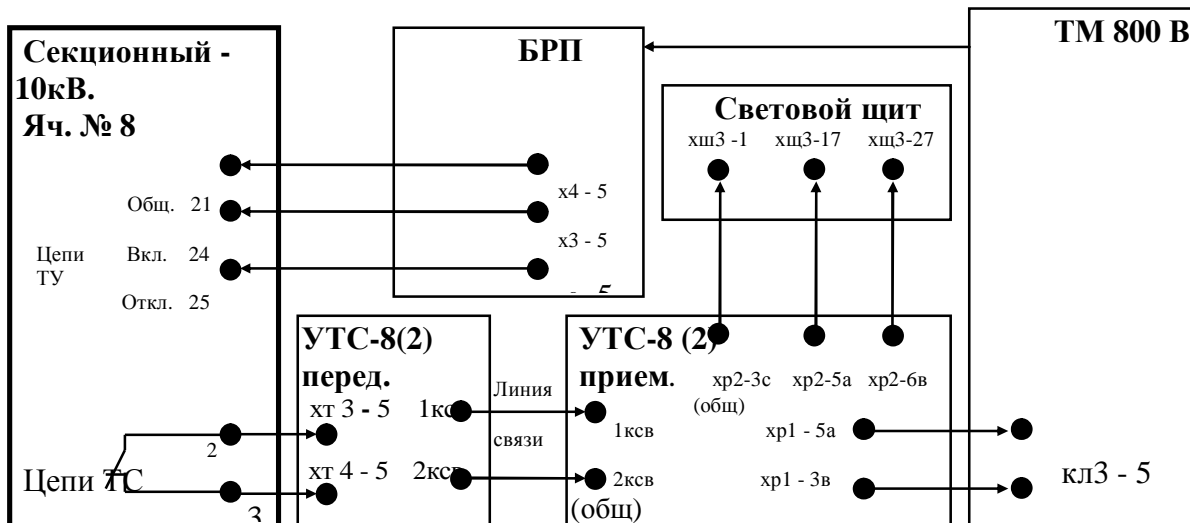 Секционный -
10кВ.
Яч. № 8
Общ. 21
Цепи ТУ
Вкл. 24
Откл. 25
2
Цепи ТС
3
БРП
х4 - 5
х3 - 5
- 5
ТМ 800 В
Световой щит
хш3 -1 хщ3-17 хщ3-27
УТС-8(2)
перед.
хт 3 - 5 1ксв
хт 4 - 5 2ксв
Линия
связи
УТС-8 (2)
прием.
хр2-3с хр2-5а хр2-6в
(общ)
1ксв
хр1 - 5а
2ксв
(общ)
хр1 - 3в
кл3 - 5